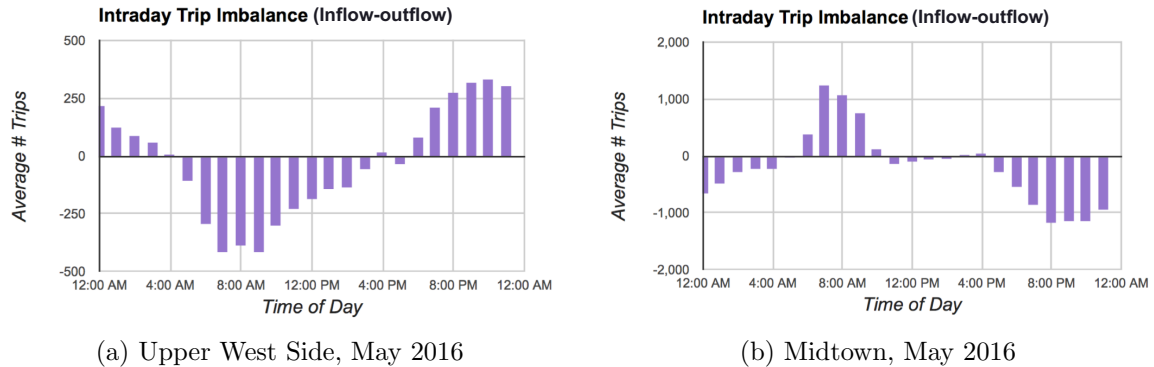 Intraday Trip Imbalance (Inflow-outflow)
500
250
0
-250
-500
Average # Trips
12:00 AM 4:00 AM 8:00 AM 12:00 PM 4:00 PM 8:00 PM 12:00 AM
Time of Day
(a) Upper West Side, May 2016
Intraday Trip Imbalance (Inflow-outflow)
2,000
1,000
0
-1,000
-2,000
Average # Trips
12:00 AM 4:00 AM 8:00 AM 12:00 PM 4:00 PM 8:00 PM 12:00 AM
Time of Day
(b) Midtown, May 2016